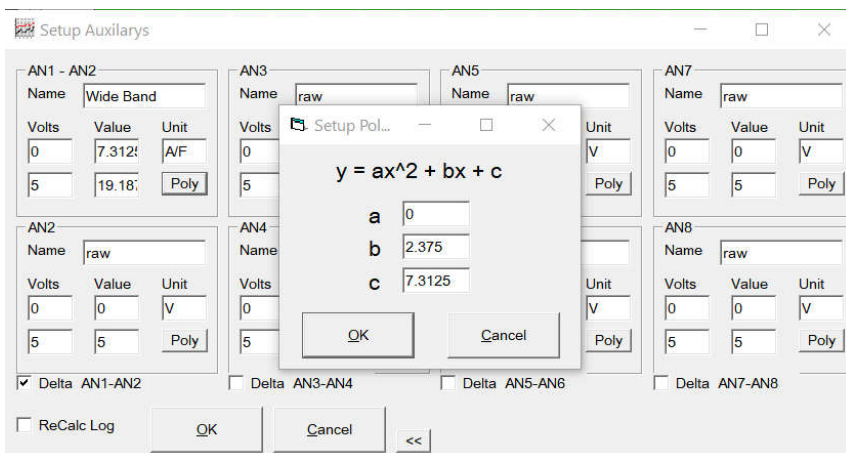 Setup Auxilarys
AN1 - AN2
Name Wide Band
Volts Value Unit
0 7.312 A/F
5 19.187 Poly
AN3
Name raw
Volts
0
5
AN5
Name raw
Unit
V
Poly
AN7
Name raw
Volts Value Unit
0 0 V
5 5 Poly
Setup Pol...
y = ax^2 + bx + c
a 0
b 2.375
c 7.3125
OK Cancel
AN2
Name raw
Volts Value Unit
0 0 V
5 5 Poly
AN4
Name
Volts
0
5
Unit
V
Poly
AN8
Name raw
Volts Value Unit
0 0 V
5 5 Poly
Delta AN1-AN2
Delta AN3-AN4
Delta AN5-AN6
Delta AN7-AN8
ReCalc Log
OK Cancel <<